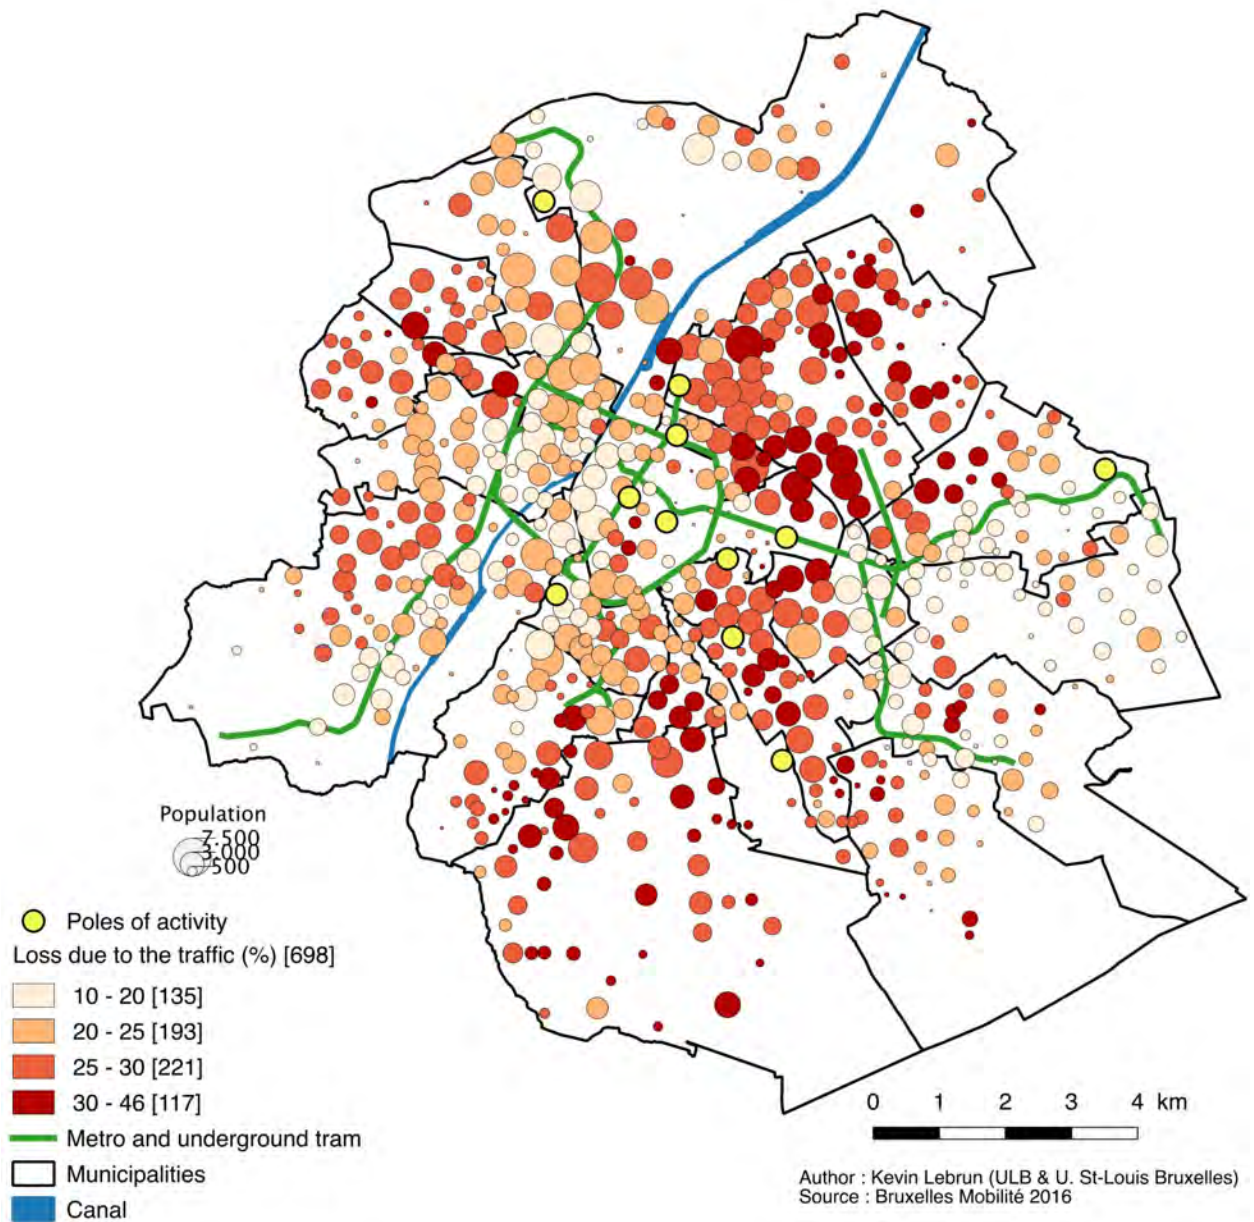 Population
7.500
3.000
500
Poles of activity
Loss due to the traffic (%) [698]
10 - 20 [135]
20 - 25 [193]
25 - 30 [221]
30 - 46 [117]
Metro and underground tram
Municipalities
Canal
0 1 2 3 4 km
Author : Kevin Lebrun (ULB & U. St-Louis Bruxelles)
Source : Bruxelles Mobilité 2016